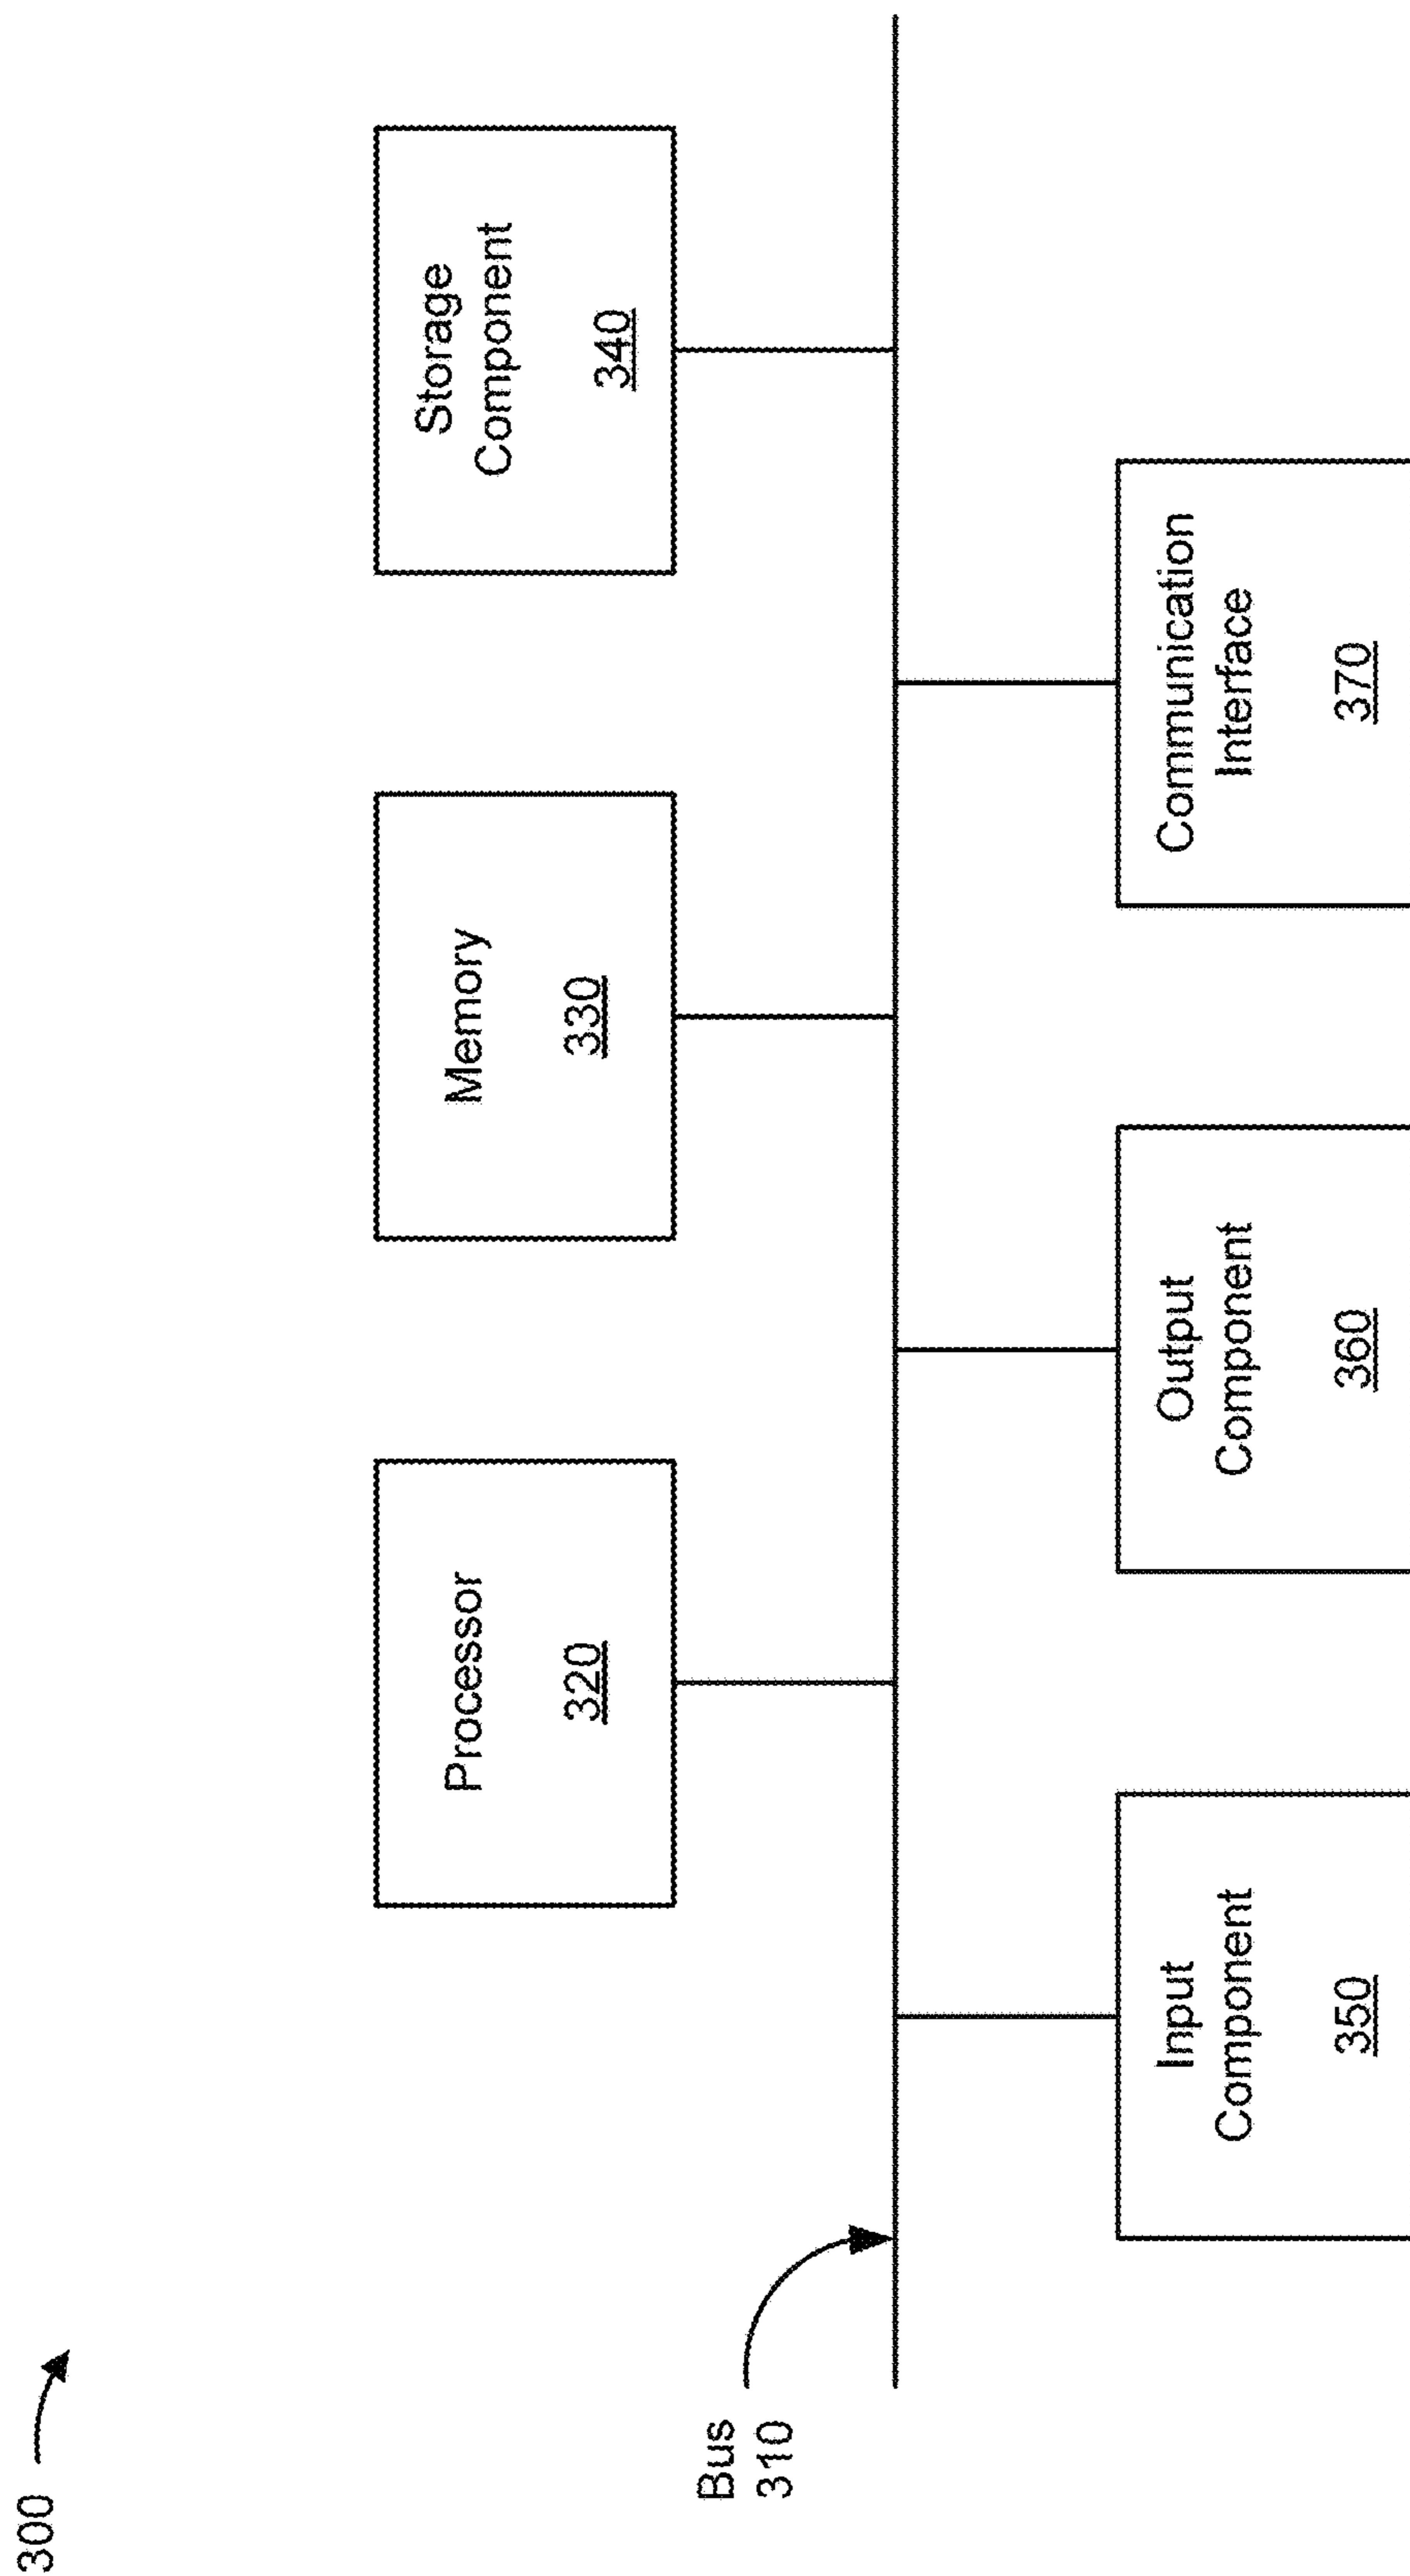 300
Processor
320
Memory
330
Storage
Component
340
Bus
310
Input
Component
350
Output
Component
360
Communication
Interface
370